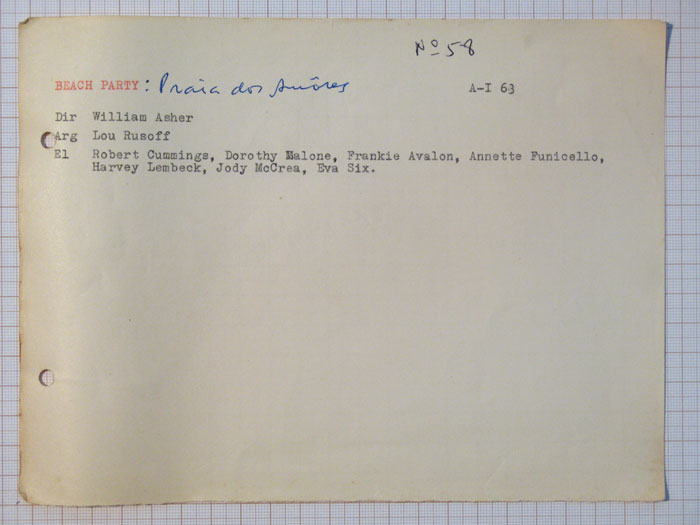 Nº 58
BEACH PARTY: Praia dos Amôres A-I 63
Dir William Asher
Arg Lou Rusoff
El Robert Cummings, Dorothy Malone, Frankie Avalon, Annette Funicello,
Harvey Lembeck, Jody McCrea, Eva Six.